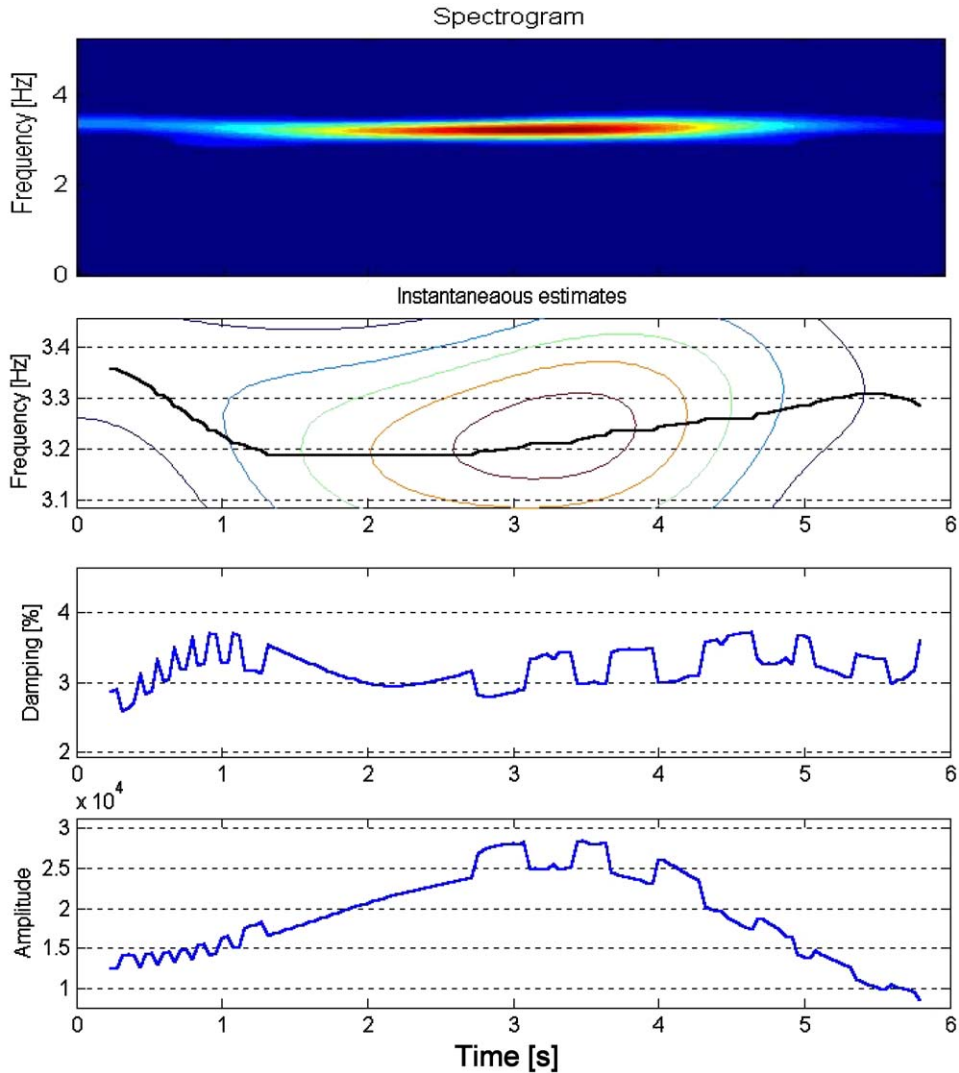 Spectrogram
Frequency [Hz]
4
2
0
Instantaneaous estimates
Frequency [Hz]
3.4
3.3
3.2
3.1
0 1 2 3 4 5 6
Damping [%]
4
3
2
0 1 2 3 4 5 6
x 10^4
Amplitude
3
2.5
2
1.5
1
0 1 2 3 4 5 6
Time [s]